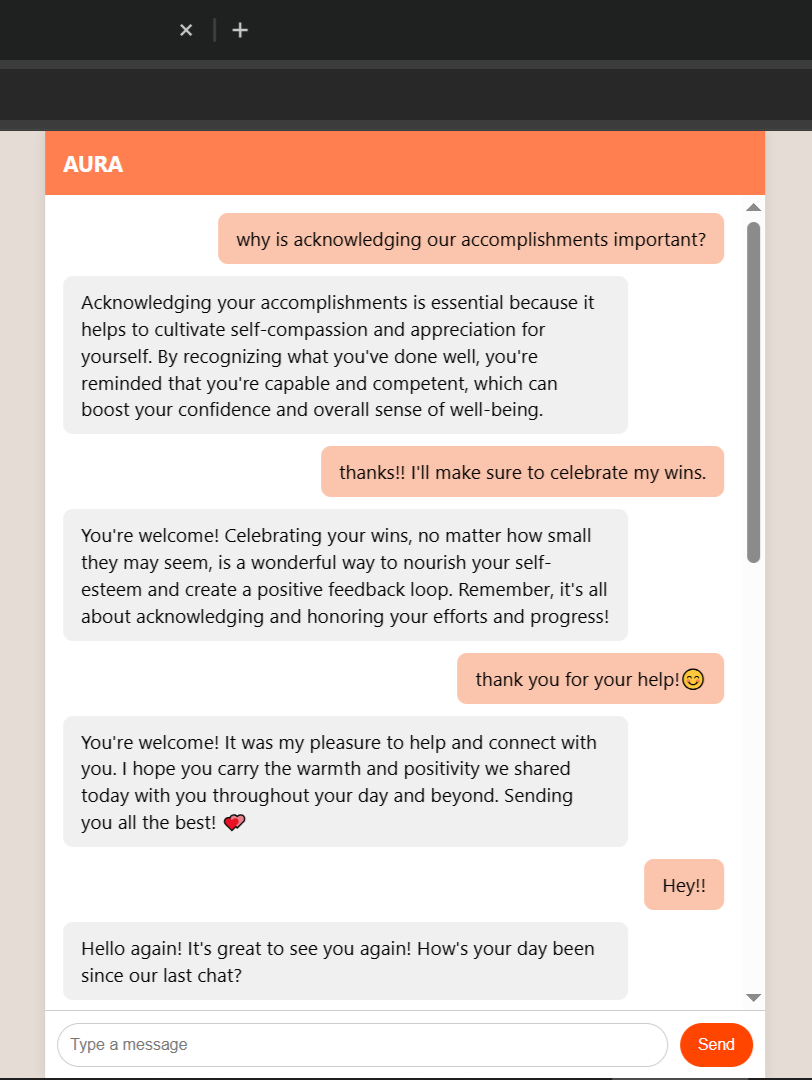 AURA
why is acknowledging our accomplishments important?
Acknowledging your accomplishments is essential because it
helps to cultivate self-compassion and appreciation for
yourself. By recognizing what you've done well, you're
reminded that you're capable and competent, which can
boost your confidence and overall sense of well-being.
thanks!! I'll make sure to celebrate my wins.
You're welcome! Celebrating your wins, no matter how small
they may seem, is a wonderful way to nourish your self-
esteem and create a positive feedback loop. Remember, it's all
about acknowledging and honoring your efforts and progress!
thank you for your help!😊
You're welcome! It was my pleasure to help and connect with
you. I hope you carry the warmth and positivity we shared
today with you throughout your day and beyond. Sending
you all the best! 💕
Hey!!
Hello again! It's great to see you again! How's your day been
since our last chat?
Type a message
Send